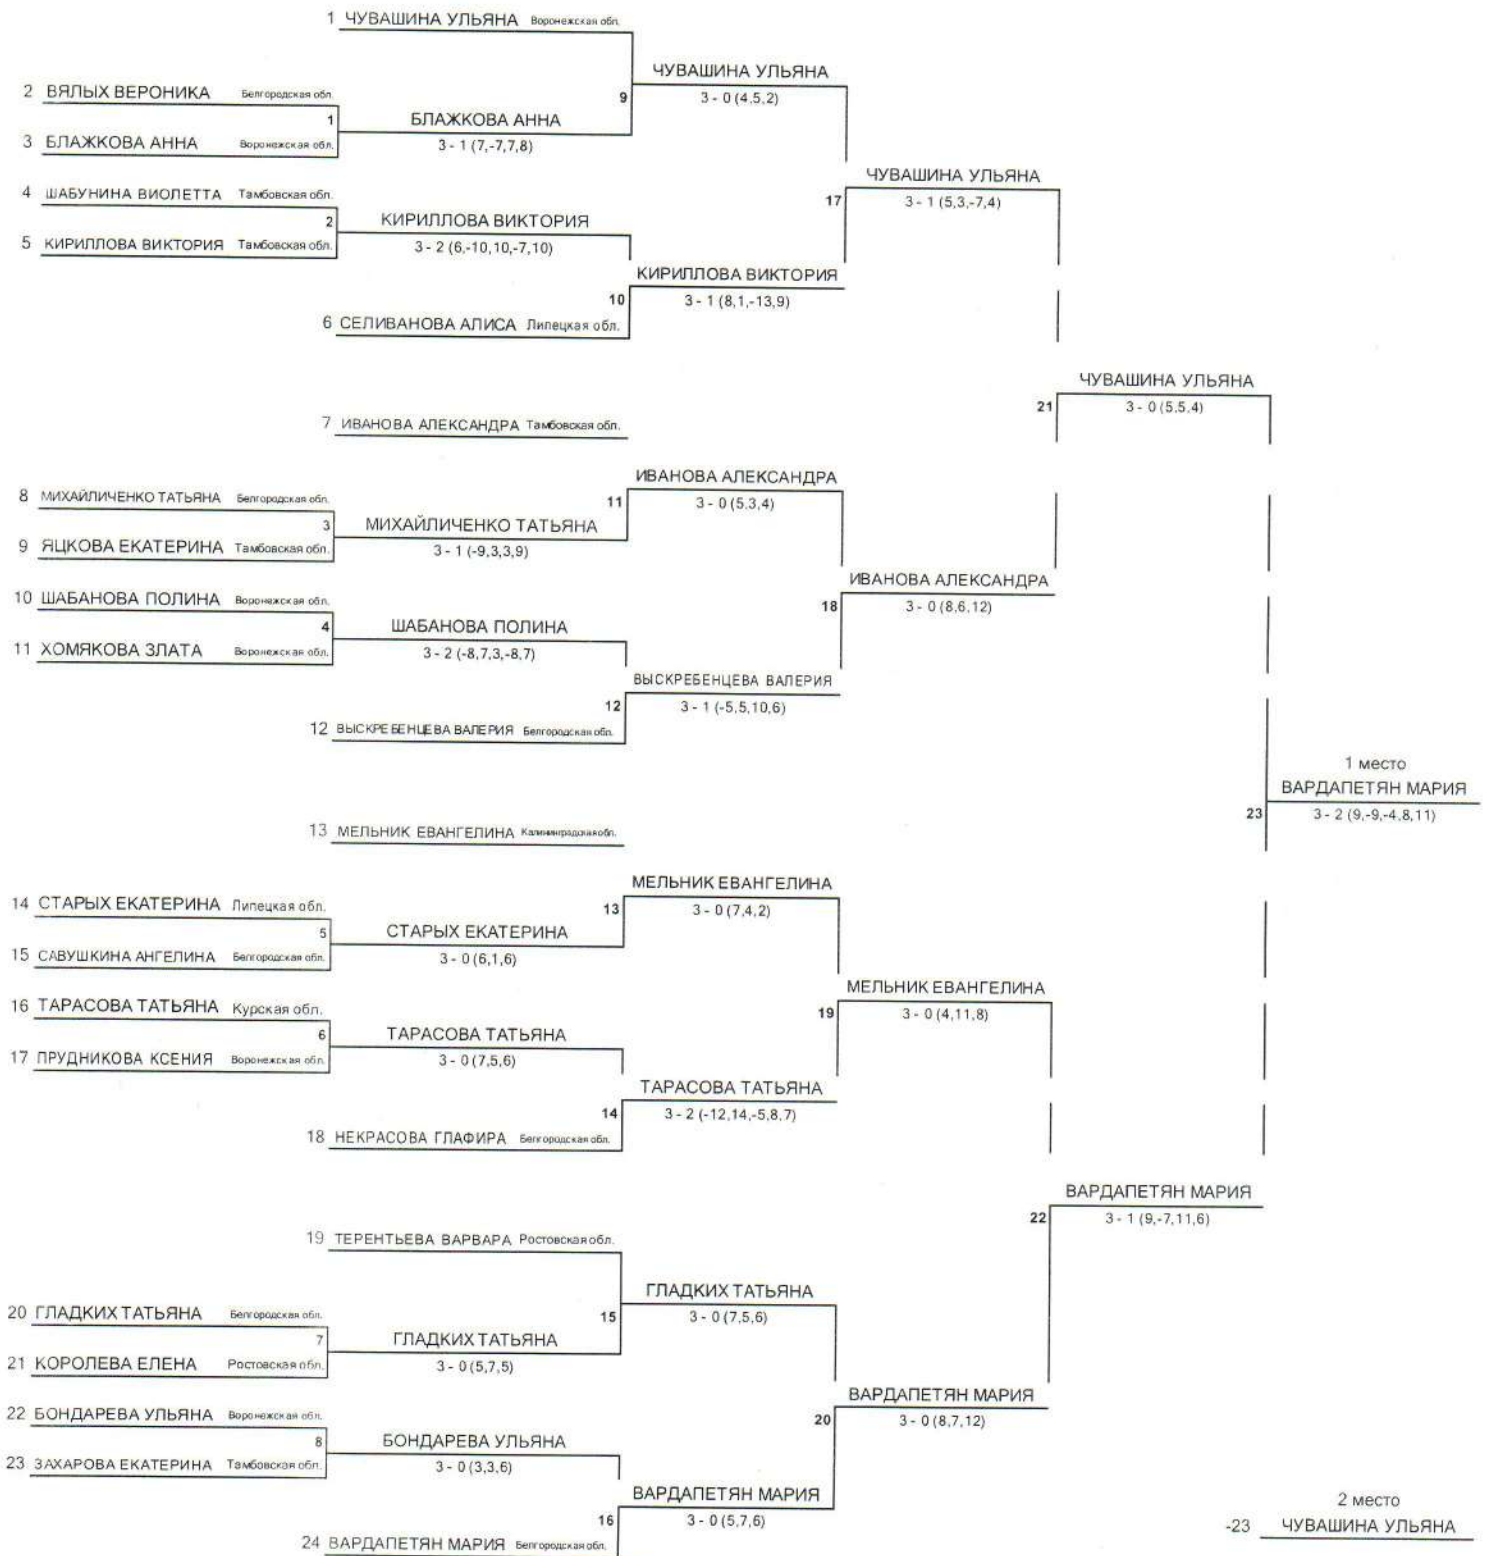 1 ЧУВАШИНА УЛЬЯНА Воронежская обл.
ЧУВАШИНА УЛЬЯНА
2 ВЯЛЫХ ВЕРОНИКА Белгородская обл.
9 3 - 0 (4,5,2)
1 БЛАЖКОВА АННА
3 БЛАЖКОВА АННА Воронежская обл.
3 - 1 (7,-7,7,8)
ЧУВАШИНА УЛЬЯНА
4 ШАБУНИНА ВИОЛЕТТА Тамбовская обл.
17 3 - 1 (5,3,-7,4)
2 КИРИЛЛОВА ВИКТОРИЯ
5 КИРИЛЛОВА ВИКТОРИЯ Тамбовская обл.
3 - 2 (6,-10,10,-7,10)
КИРИЛЛОВА ВИКТОРИЯ
10 3 - 1 (8,1,-13,9)
6 СЕЛИВАНОВА АЛИСА Липецкая обл.
ЧУВАШИНА УЛЬЯНА
21 3 - 0 (5,5,4)
7 ИВАНОВА АЛЕКСАНДРА Тамбовская обл.
ИВАНОВА АЛЕКСАНДРА
8 МИХАЙЛИЧЕНКО ТАТЬЯНА Белгородская обл.
11 3 - 0 (5,3,4)
3 МИХАЙЛИЧЕНКО ТАТЬЯНА
9 ЯЦКОВА ЕКАТЕРИНА Тамбовская обл.
3 - 1 (-9,3,3,9)
ИВАНОВА АЛЕКСАНДРА
10 ШАБАНОВА ПОЛИНА Воронежская обл.
18 3 - 0 (8,6,12)
4 ШАБАНОВА ПОЛИНА
11 ХОМЯКОВА ЗЛАТА Воронежская обл.
3 - 2 (-8,7,3,-8,7)
ВЫСКРЕБЕНЦЕВА ВАЛЕРИЯ
12 3 - 1 (-5,5,10,6)
12 ВЫСКРЕБЕНЦЕВА ВАЛЕРИЯ Белгородская обл.
1 место
ВАРДАПЕТЯН МАРИЯ
23 3 - 2 (9,-9,-4,8,11)
13 МЕЛЬНИК ЕВАНГЕЛИНА Калининградская обл.
МЕЛЬНИК ЕВАНГЕЛИНА
14 СТАРЫХ ЕКАТЕРИНА Липецкая обл.
13 3 - 0 (7,4,2)
5 СТАРЫХ ЕКАТЕРИНА
15 САВУШКИНА АНГЕЛИНА Белгородская обл.
3 - 0 (6,1,6)
МЕЛЬНИК ЕВАНГЕЛИНА
16 ТАРАСОВА ТАТЬЯНА Курская обл.
19 3 - 0 (4,11,8)
6 ТАРАСОВА ТАТЬЯНА
17 ПРУДНИКОВА КСЕНИЯ Воронежская обл.
3 - 0 (7,5,6)
ТАРАСОВА ТАТЬЯНА
14 3 - 2 (-12,14,-5,8,7)
18 НЕКРАСОВА ГЛАФИРА Белгородская обл.
ВАРДАПЕТЯН МАРИЯ
22 3 - 1 (9,-7,11,6)
19 ТЕРЕНТЬЕВА ВАРВАРА Ростовская обл.
ГЛАДКИХ ТАТЬЯНА
20 ГЛАДКИХ ТАТЬЯНА Белгородская обл.
15 3 - 0 (7,5,6)
7 ГЛАДКИХ ТАТЬЯНА
21 КОРОЛЕВА ЕЛЕНА Ростовская обл.
3 - 0 (5,7,5)
ВАРДАПЕТЯН МАРИЯ
22 БОНДАРЕВА УЛЬЯНА Воронежская обл.
20 3 - 0 (8,7,12)
8 БОНДАРЕВА УЛЬЯНА
23 ЗАХАРОВА ЕКАТЕРИНА Тамбовская обл.
3 - 0 (3,3,6)
ВАРДАПЕТЯН МАРИЯ
16 3 - 0 (5,7,6)
2 место
-23 ЧУВАШИНА УЛЬЯНА
24 ВАРДАПЕТЯН МАРИЯ Белгородская обл.